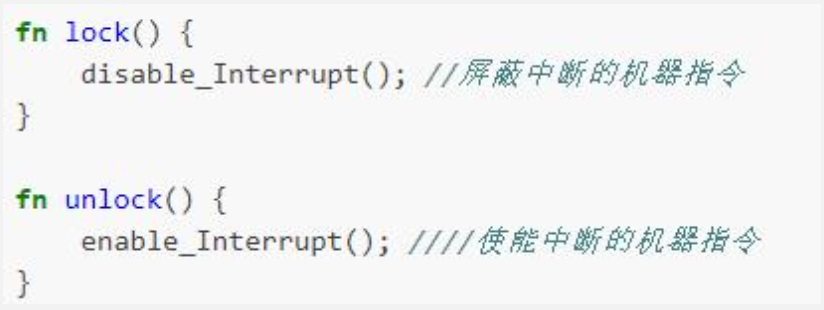 fn lock() {
    disable_Interrupt(); //屏蔽中断的机器指令
}

fn unlock() {
    enable_Interrupt(); ////使能中断的机器指令
}